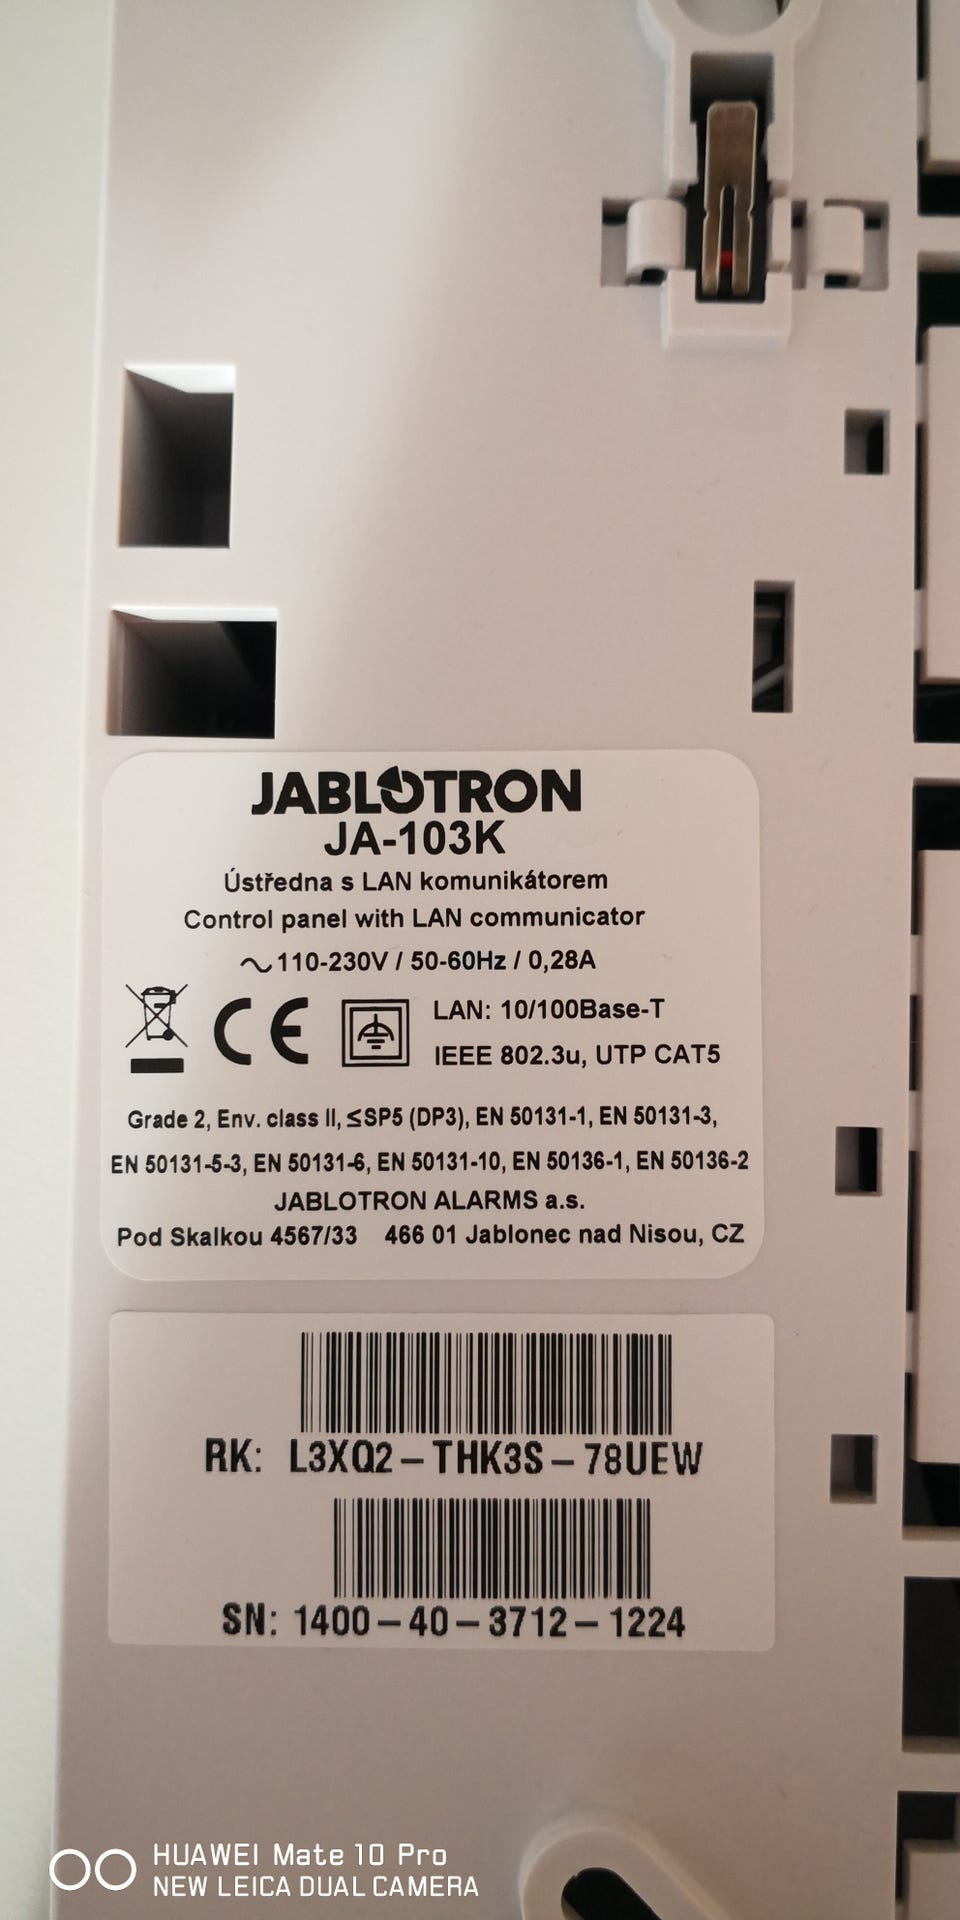 JABLOTRON
JA-103K
Ústředna s LAN komunikátorem
Control panel with LAN communicator
~110-230V / 50-60Hz / 0,28A
CE
LAN: 10/100Base-T
IEEE 802.3u, UTP CAT5
Grade 2, Env. class II, ≤SP5 (DP3), EN 50131-1, EN 50131-3,
EN 50131-5-3, EN 50131-6, EN 50131-10, EN 50136-1, EN 50136-2
JABLOTRON ALARMS a.s.
Pod Skalkou 4567/33 466 01 Jablonec nad Nisou, CZ
RK: L3XQ2-THK3S-78UEW
SN: 1400-40-3712-1224
HUAWEI Mate 10 Pro
NEW LEICA DUAL CAMERA